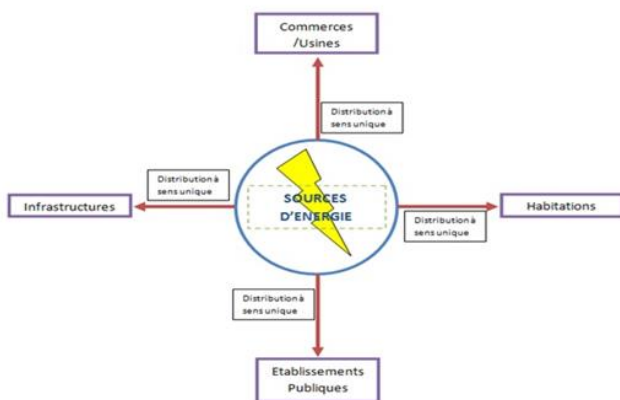 Commerces
/Usines
Distribution à
sens unique
Distribution à
sens unique
Infrastructures
SOURCES
D'ENERGIE
Habitations
Distribution à
sens unique
Distribution à
sens unique
Etablissements
Publiques